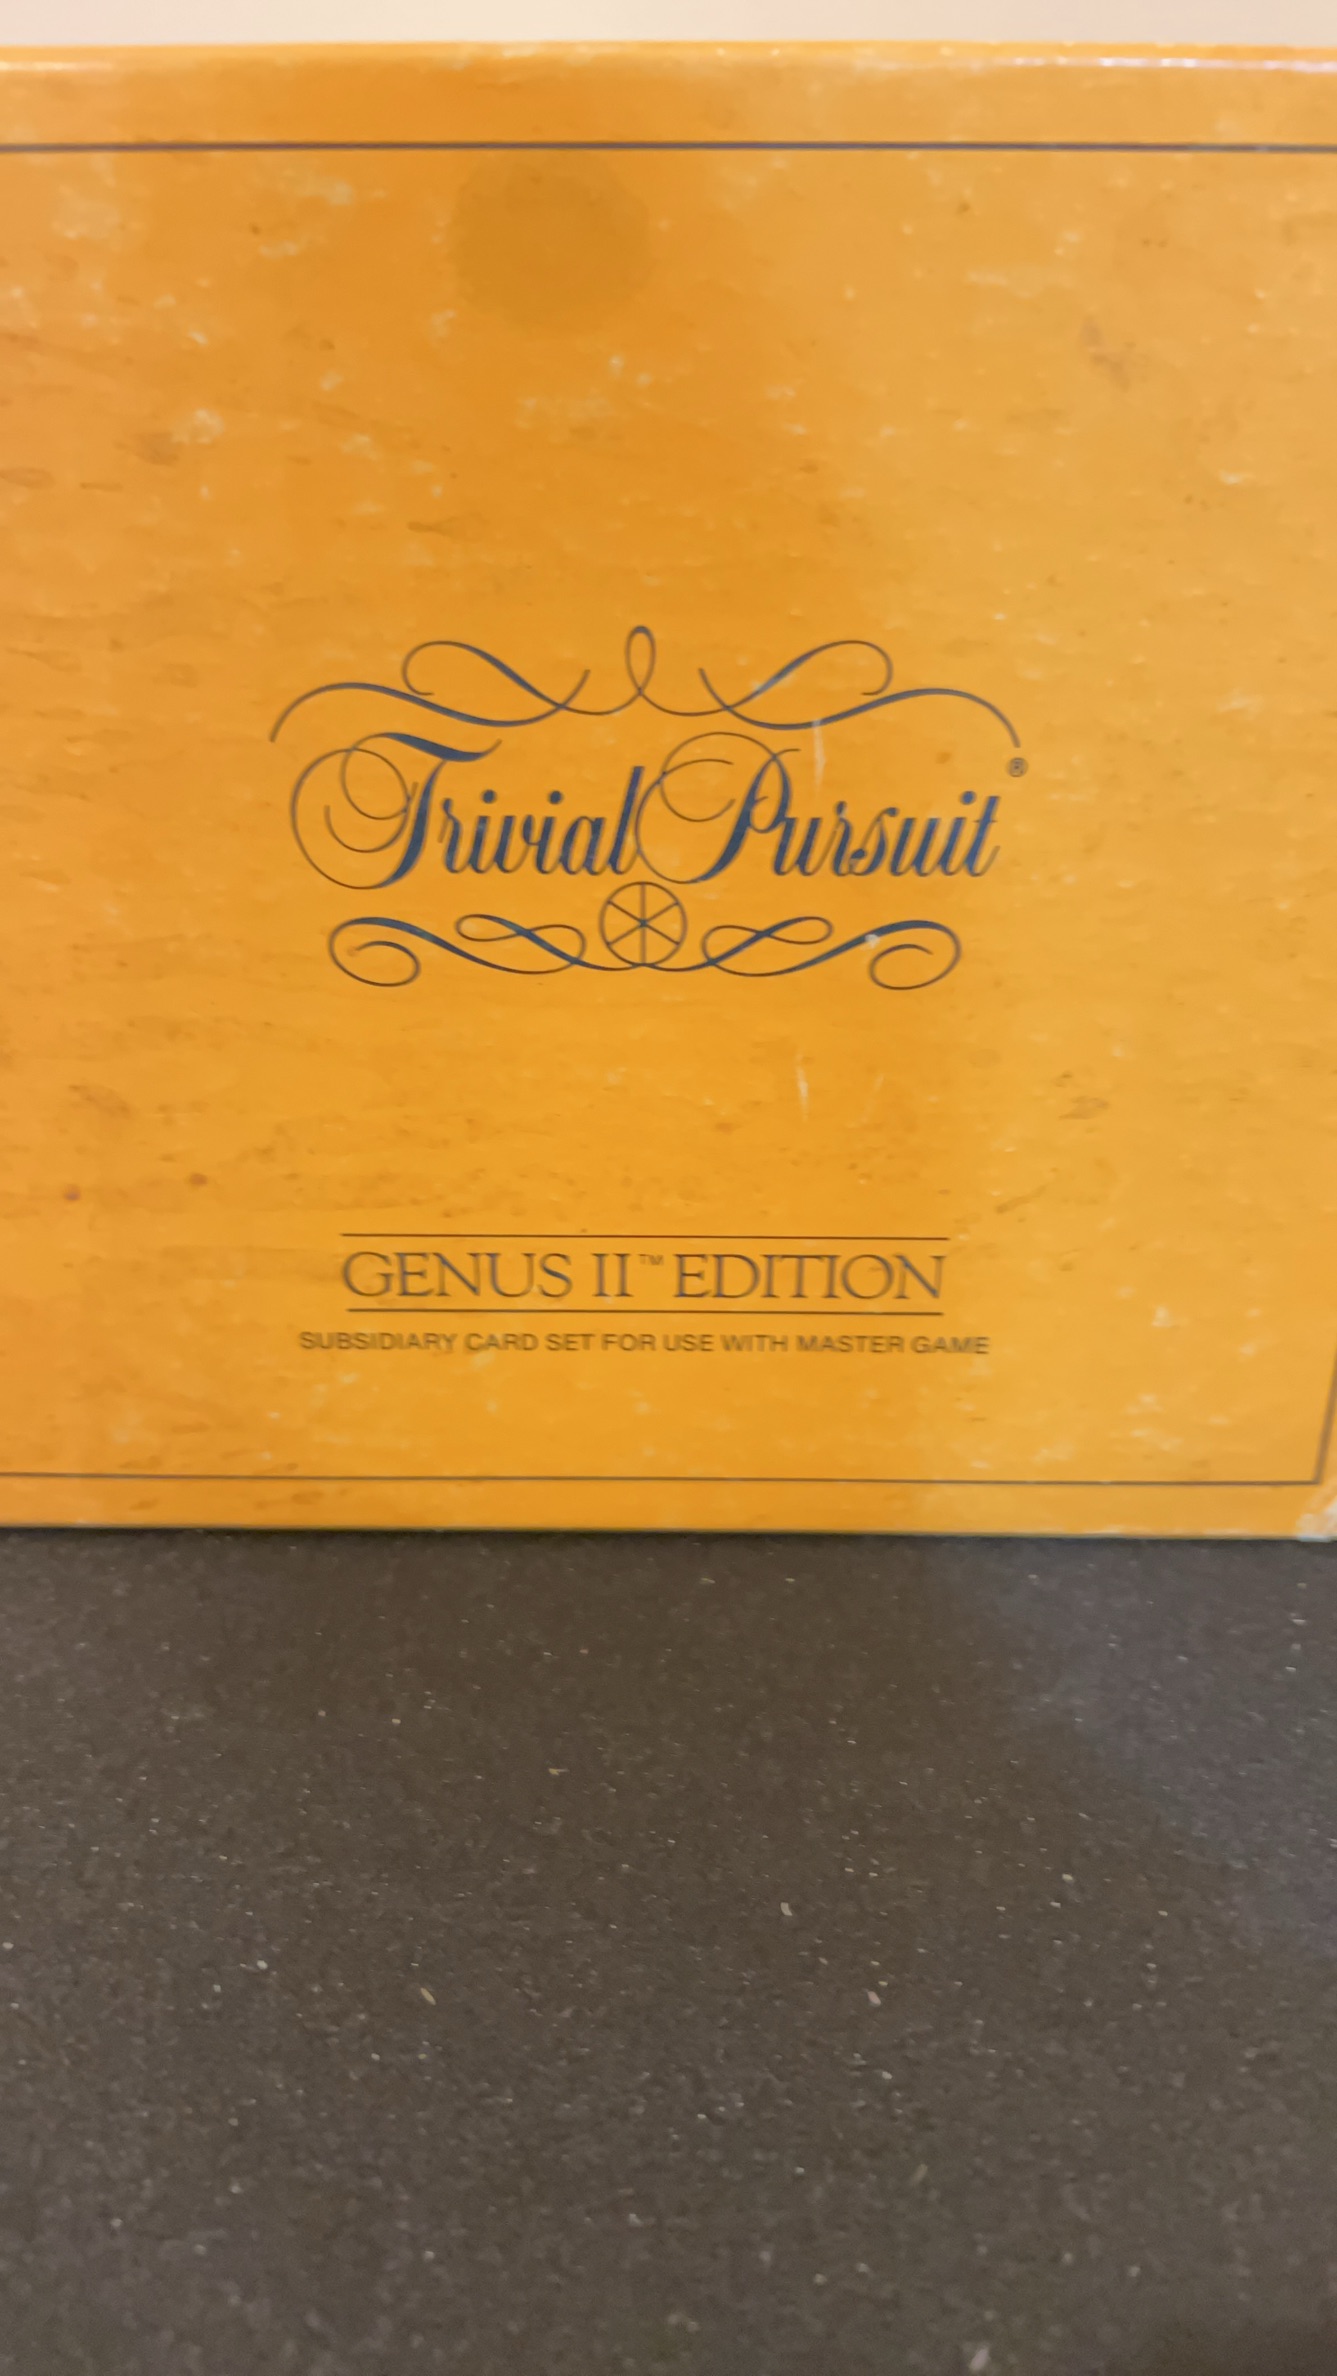 Trivial Pursuit®
GENUS II™ EDITION
SUBSIDIARY CARD SET FOR USE WITH MASTER GAME